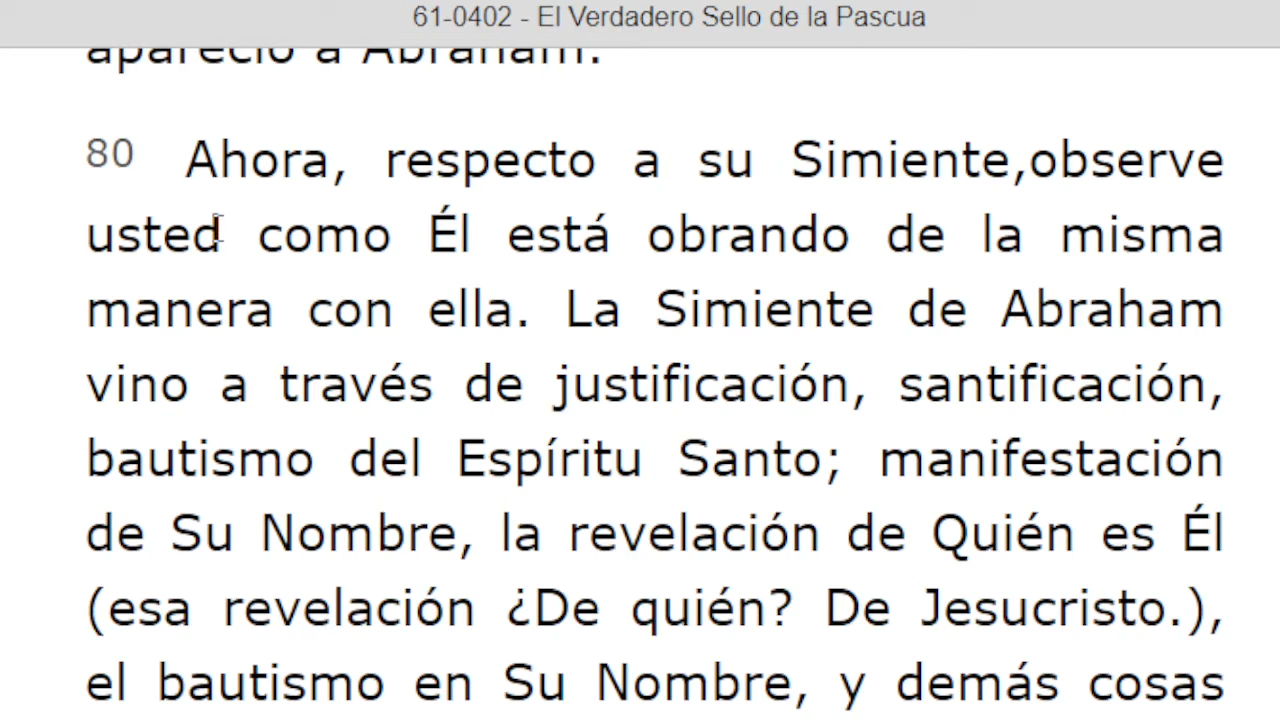 61-0402 - El Verdadero Sello de la Pascua
apareció a Abraham.
80 Ahora, respecto a su Simiente,observe
usted como Él está obrando de la misma
manera con ella. La Simiente de Abraham
vino a través de justificación, santificación,
bautismo del Espíritu Santo; manifestación
de Su Nombre, la revelación de Quién es Él
(esa revelación ¿De quién? De Jesucristo.),
el bautismo en Su Nombre, y demás cosas